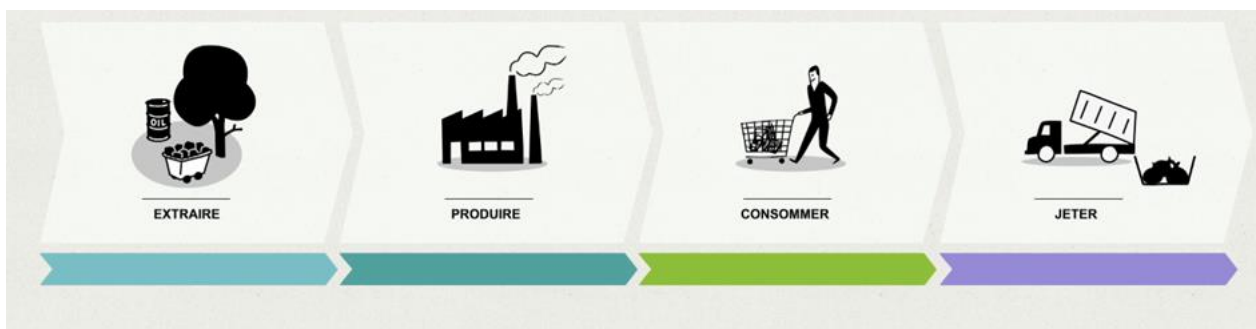 OIL
EXTRAIRE
PRODUIRE
CONSOMMER
JETER